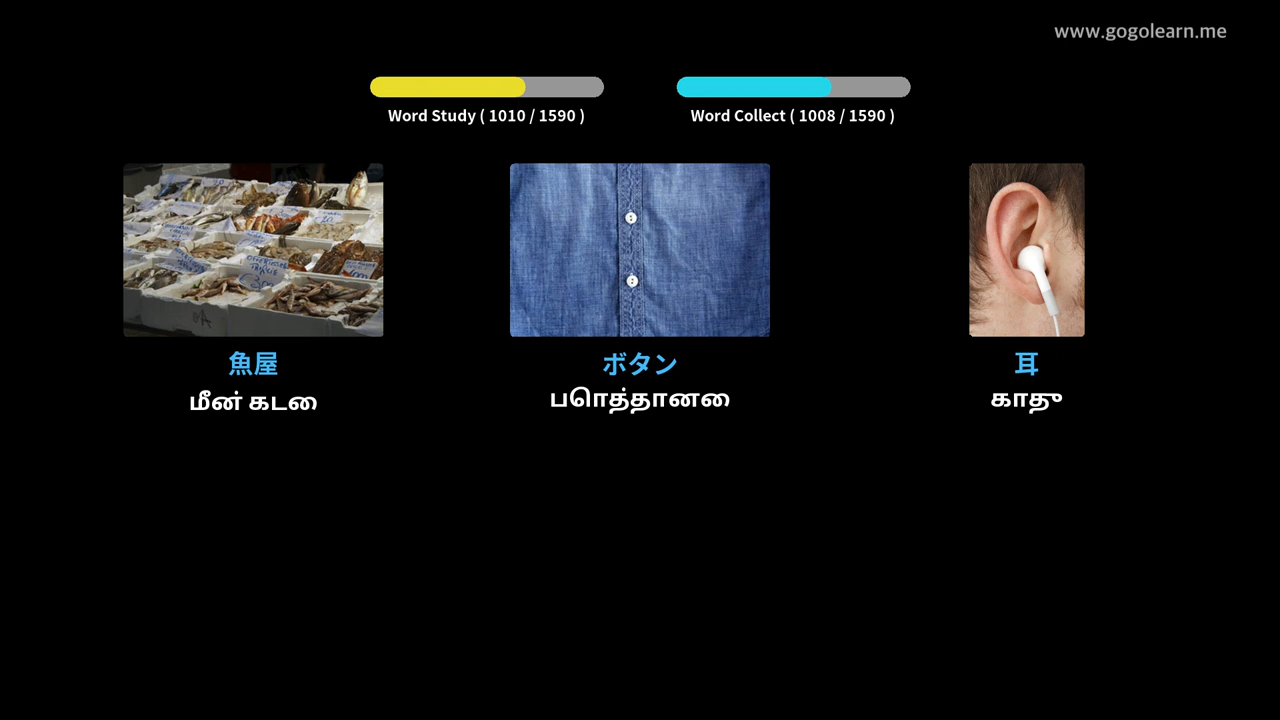 www.gogolearn.me
Word Study ( 1010 / 1590 )
Word Collect ( 1008 / 1590 )
魚屋
மீன் கடை
ボタン
பொத்தானை
耳
காது